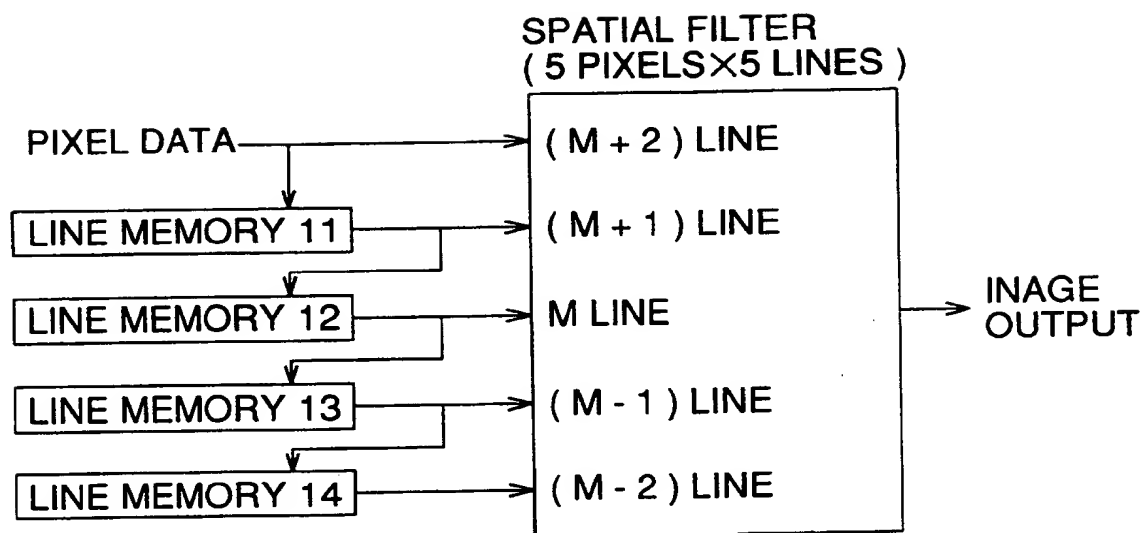 SPATIAL FILTER
( 5 PIXELS×5 LINES )
PIXEL DATA
( M + 2 ) LINE
LINE MEMORY 11
( M + 1 ) LINE
LINE MEMORY 12
M LINE
INAGE
OUTPUT
LINE MEMORY 13
( M - 1 ) LINE
LINE MEMORY 14
( M - 2 ) LINE